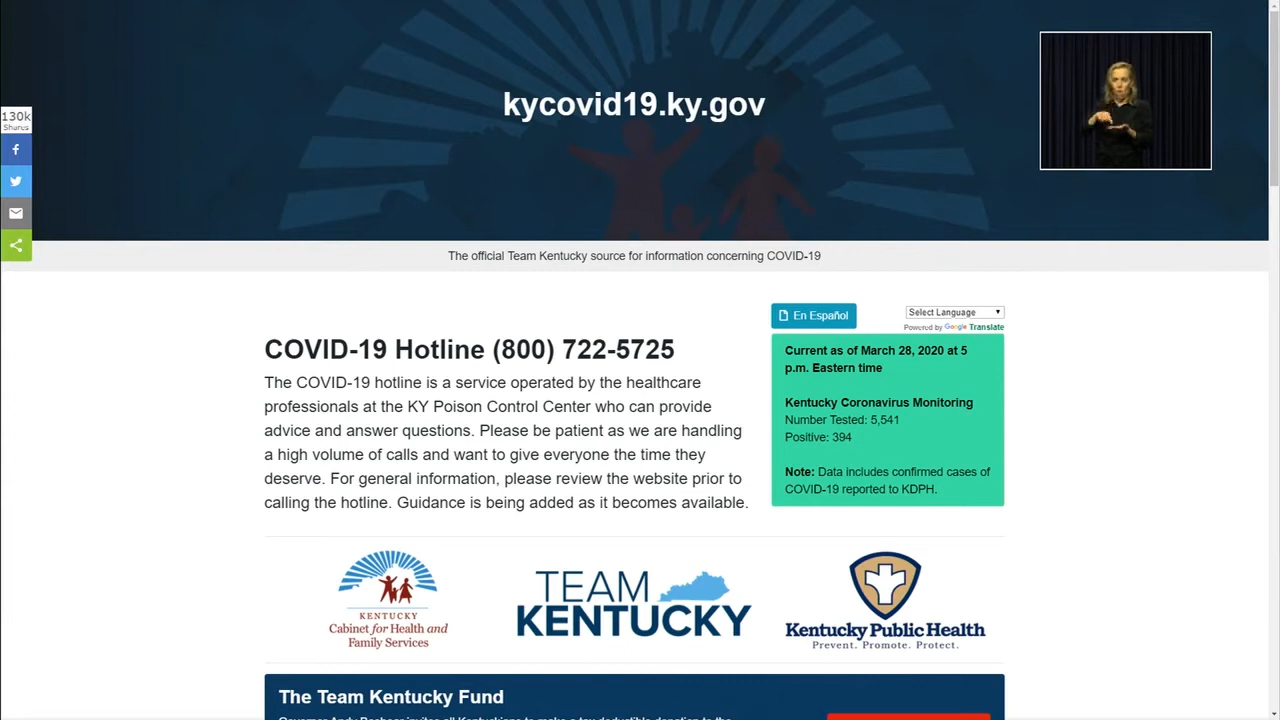 kycovid19.ky.gov
130k
Shares
The official Team Kentucky source for information concerning COVID-19
En Español
Select Language
Powered by Google Translate
COVID-19 Hotline (800) 722-5725
The COVID-19 hotline is a service operated by the healthcare
professionals at the KY Poison Control Center who can provide
advice and answer questions. Please be patient as we are handling
a high volume of calls and want to give everyone the time they
deserve. For general information, please review the website prior to
calling the hotline. Guidance is being added as it becomes available.
Current as of March 28, 2020 at 5
p.m. Eastern time
Kentucky Coronavirus Monitoring
Number Tested: 5,541
Positive: 394
Note: Data includes confirmed cases of
COVID-19 reported to KDPH.
KENTUCKY
Cabinet for Health and
Family Services
TEAM
KENTUCKY
Kentucky Public Health
Prevent. Promote. Protect.
The Team Kentucky Fund